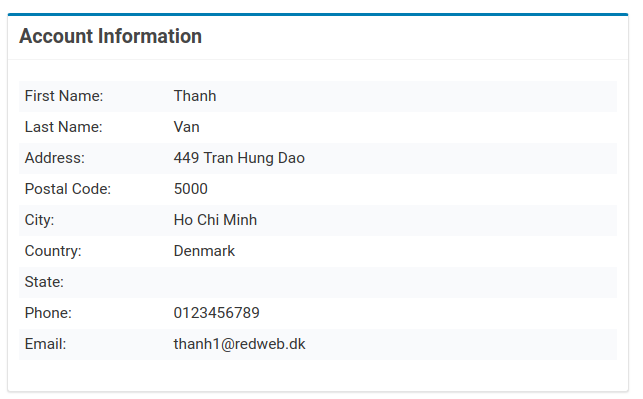 Account Information
First Name: Thanh
Last Name: Van
Address: 449 Tran Hung Dao
Postal Code: 5000
City: Ho Chi Minh
Country: Denmark
State:
Phone: 0123456789
Email: thanh1@redweb.dk